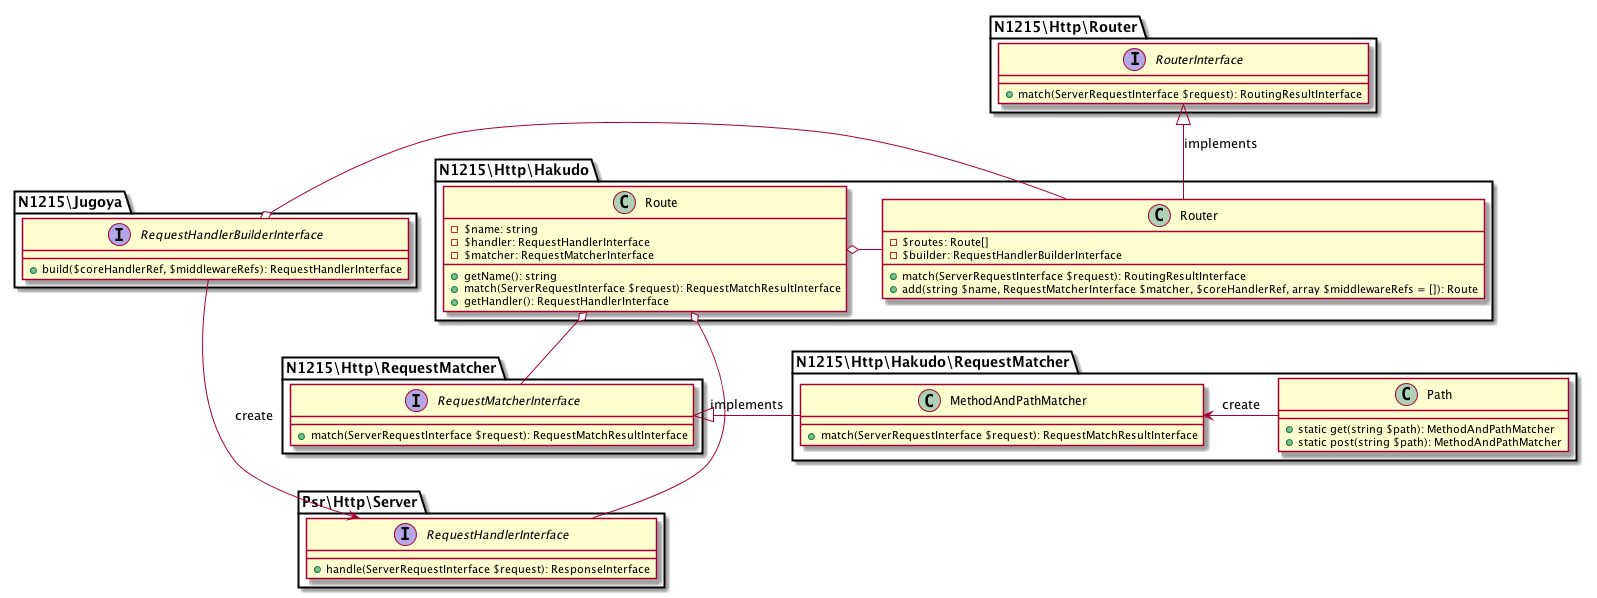 N1215\Http\Router
I RouterInterface
match(ServerRequestInterface $request): RoutingResultInterface
implements
N1215\Http\Hakudo
C Route
$name: string
$handler: RequestHandlerInterface
$matcher: RequestMatcherInterface
getName(): string
match(ServerRequestInterface $request): RequestMatchResultInterface
getHandler(): RequestHandlerInterface
C Router
$routes: Route[]
$builder: RequestHandlerBuilderInterface
match(ServerRequestInterface $request): RoutingResultInterface
add(string $name, RequestMatcherInterface $matcher, $coreHandlerRef, array $middlewareRefs = []): Route
N1215\Jugoya
I RequestHandlerBuilderInterface
build($coreHandlerRef, $middlewareRefs): RequestHandlerInterface
create
N1215\Http\RequestMatcher
I RequestMatcherInterface
match(ServerRequestInterface $request): RequestMatchResultInterface
implements
N1215\Http\Hakudo\RequestMatcher
C MethodAndPathMatcher
match(ServerRequestInterface $request): RequestMatchResultInterface
create
C Path
static get(string $path): MethodAndPathMatcher
static post(string $path): MethodAndPathMatcher
Psr\Http\Server
I RequestHandlerInterface
handle(ServerRequestInterface $request): ResponseInterface